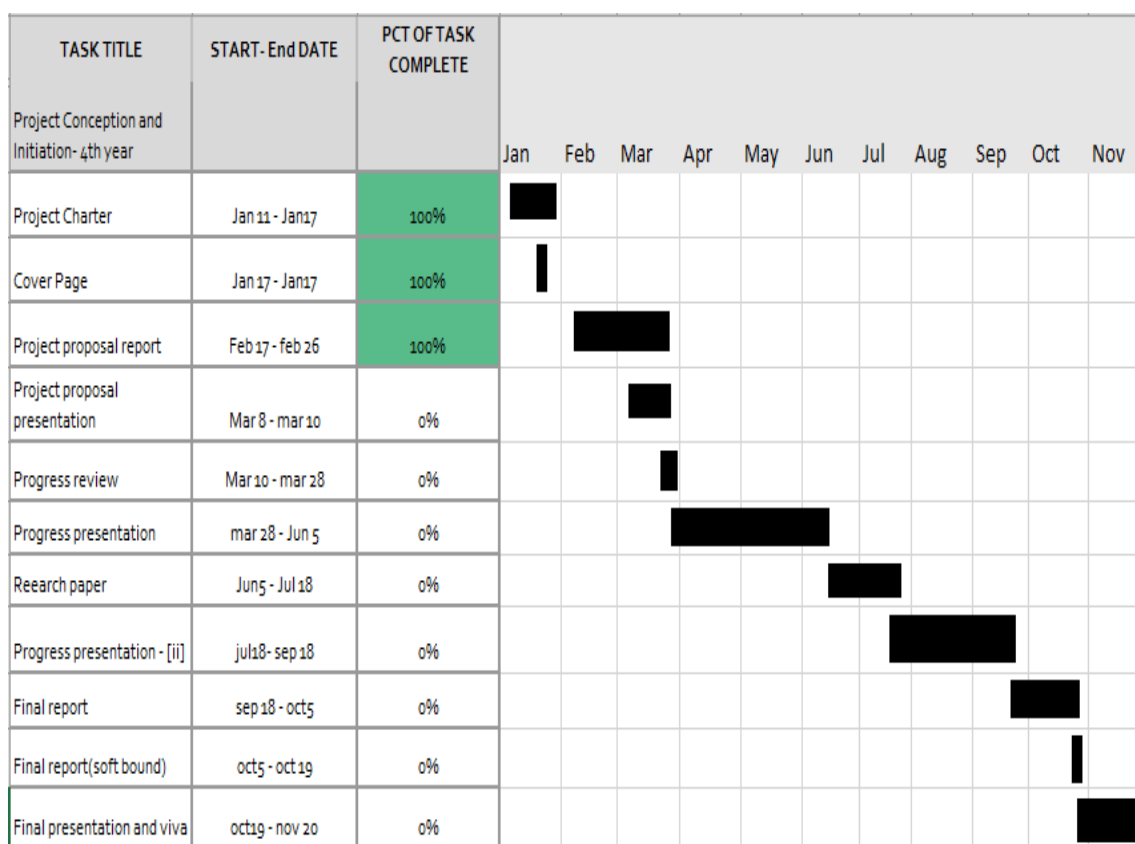 TASK TITLE START- End DATE PCT OF TASK
COMPLETE
Project Conception and
Initiation- 4th year Jan Feb Mar Apr May Jun Jul Aug Sep Oct Nov
Project Charter Jan 11 - Jan17 100%
Cover Page Jan 17 - Jan17 100%
Project proposal report Feb 17 - feb 26 100%
Project proposal
presentation Mar 8 - mar 10 0%
Progress review Mar 10 - mar 28 0%
Progress presentation mar 28 - Jun 5 0%
Reearch paper Jun5 - Jul 18 0%
Progress presentation - [ii] jul18- sep 18 0%
Final report sep 18 - oct5 0%
Final report(soft bound) oct5 - oct 19 0%
Final presentation and viva oct19 - nov 20 0%